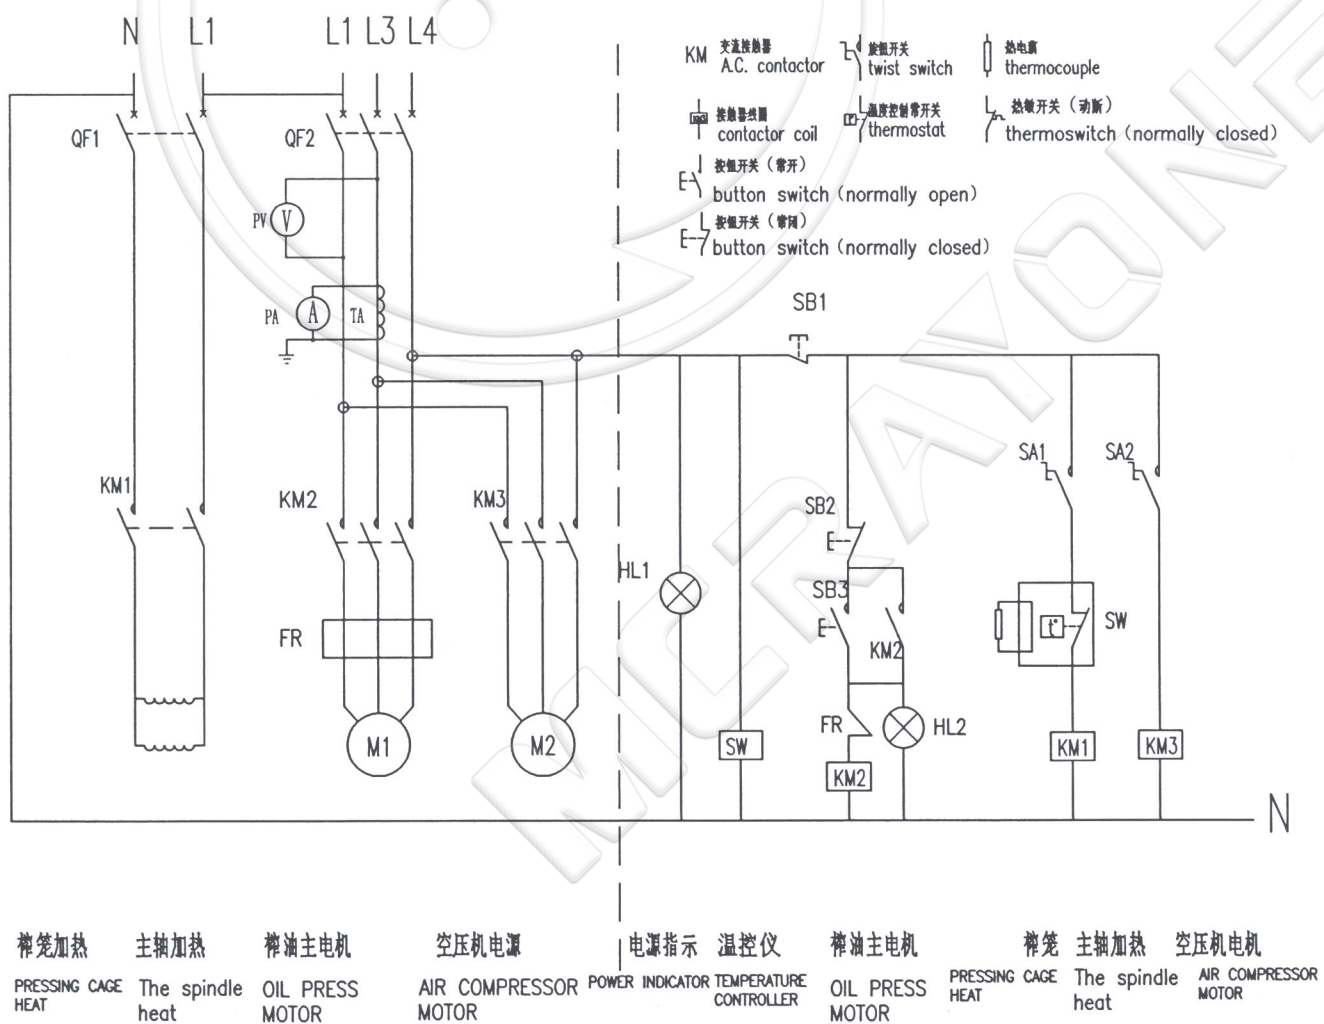 N L1 L1 L3 L4
KM 交流接触器
A.C. contactor
旋钮开关
twist switch
热电偶
thermocouple
接触器线圈
contactor coil
温度控制常开关
thermostat
热敏开关（动断）
thermoswitch (normally closed)
按钮开关（常开）
button switch (normally open)
按钮开关（常闭）
button switch (normally closed)
QF1
QF2
PV V
PA A TA
SB1
KM1
KM2
KM3
SB2
SA1
SA2
HL1
SB3
KM2
t°
SW
FR
FR
HL2
M1
M2
SW
KM2
KM1
KM3
N
榨笼加热
PRESSING CAGE
HEAT
主轴加热
The spindle
heat
榨油主电机
OIL PRESS
MOTOR
空压机电源
AIR COMPRESSOR
MOTOR
电源指示
POWER INDICATOR
温控仪
TEMPERATURE
CONTROLLER
榨油主电机
OIL PRESS
MOTOR
榨笼
PRESSING CAGE
HEAT
主轴加热
The spindle
heat
空压机电机
AIR COMPRESSOR
MOTOR
MCRAYONE